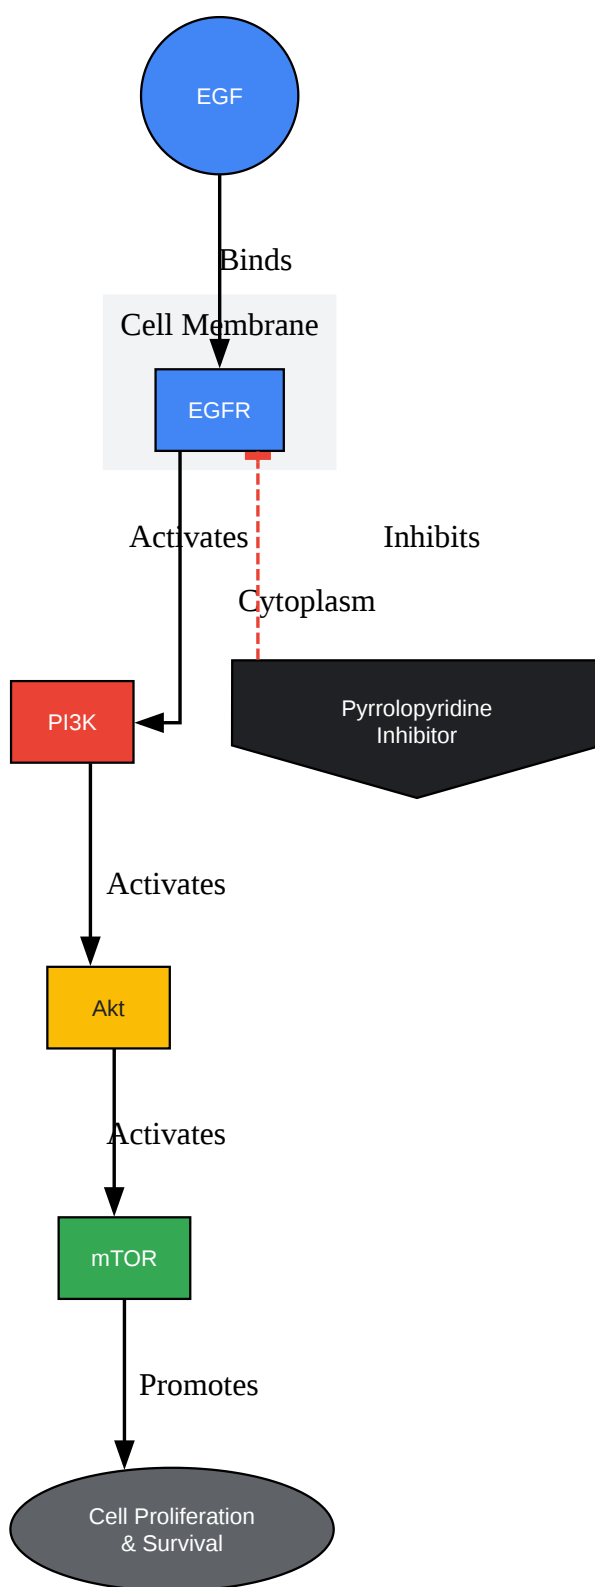 EGF
Binds
Cell Membrane
EGFR
Activates
Inhibits
Cytoplasm
PI3K
Pyrrolopyridine
Inhibitor
Activates
Akt
Activates
mTOR
Promotes
Cell Proliferation
& Survival